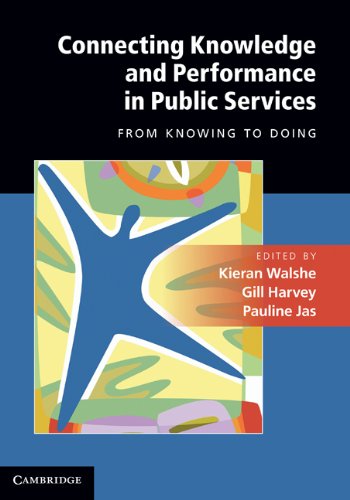 Connecting Knowledge
and Performance
in Public Services
FROM KNOWING TO DOING
EDITED BY
Kieran Walshe
Gill Harvey
Pauline Jas
CAMBRIDGE